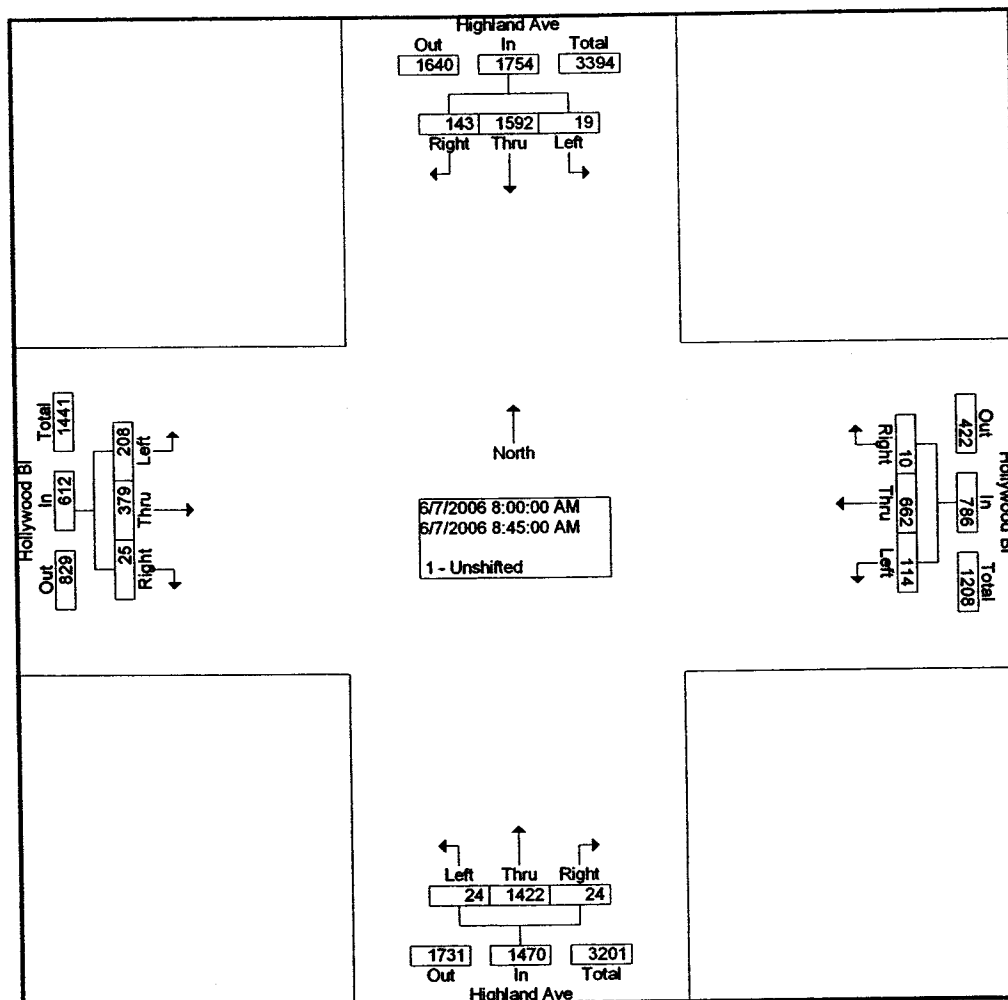 Highland Ave
Out In Total
1640 1754 3394
143 1592 19
Right Thru Left
Total 1441
In 612
Out 829
Hollywood Bl
208 Left
379 Thru
25 Right
North
6/7/2006 8:00:00 AM
6/7/2006 8:45:00 AM
1 - Unshifted
Right 10
Thru 662
Left 114
Out 422
In 786
Total 1208
Hollywood Bl
Left Thru Right
24 1422 24
1731 1470 3201
Out In Total
Highland Ave